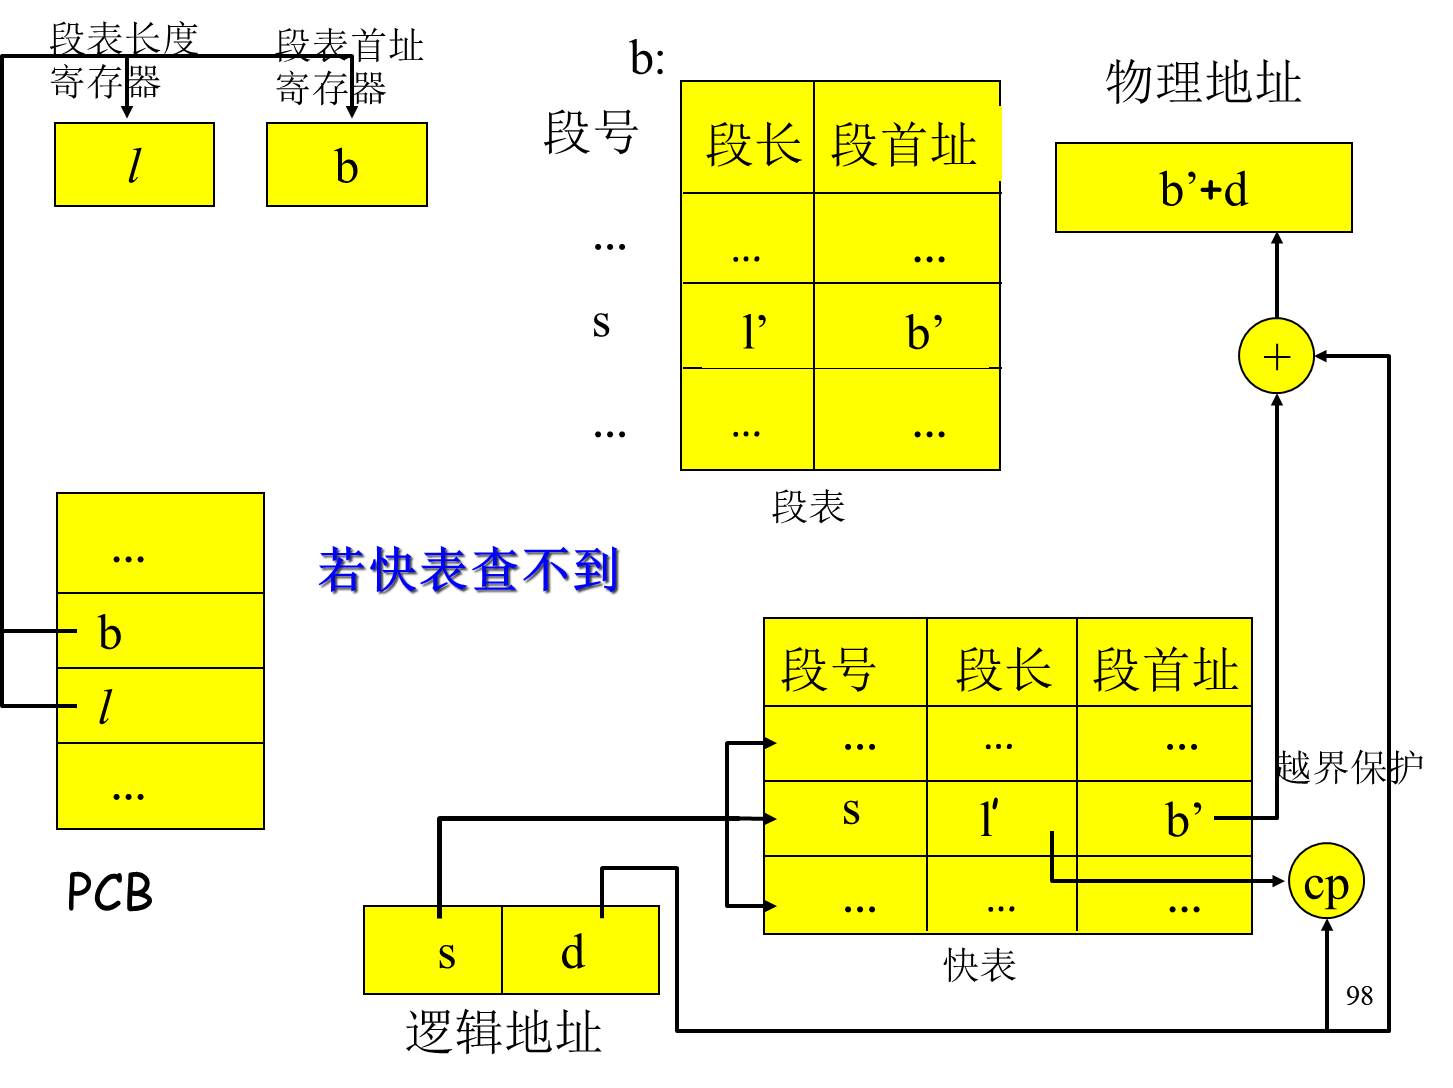 段表长度
寄存器
段表首址
寄存器
l
b
b:
段号
段长 段首址
... ... ...
s l’ b’
... ... ...
段表
物理地址
b’+d
+
...
b
l
...
PCB
若快表查不到
段号 段长 段首址
... ... ...
s l' b’
... ... ...
快表
越界保护
cp
s d
逻辑地址
98